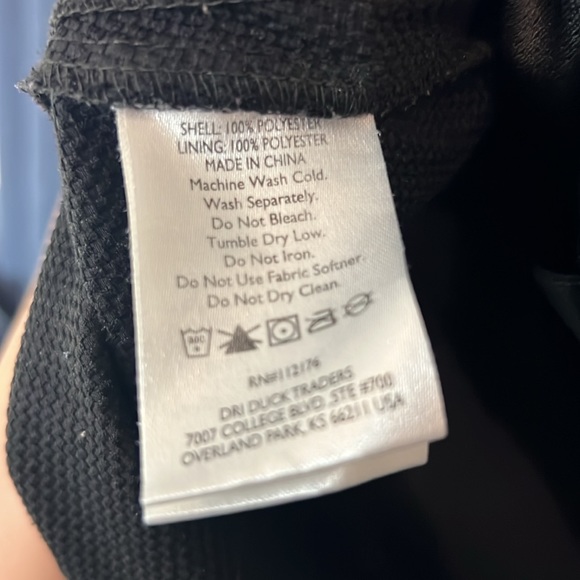 SHELL: 100% POLYESTER
LINING: 100% POLYESTER
MADE IN CHINA
Machine Wash Cold.
Wash Separately.
Do Not Bleach.
Tumble Dry Low.
Do Not Iron.
Do Not Use Fabric Softner.
Do Not Dry Clean.
RN#112176
DRI DUCK TRADERS
7007 COLLEGE BLVD .STE #700
OVERLAND PARK, KS 66211 USA